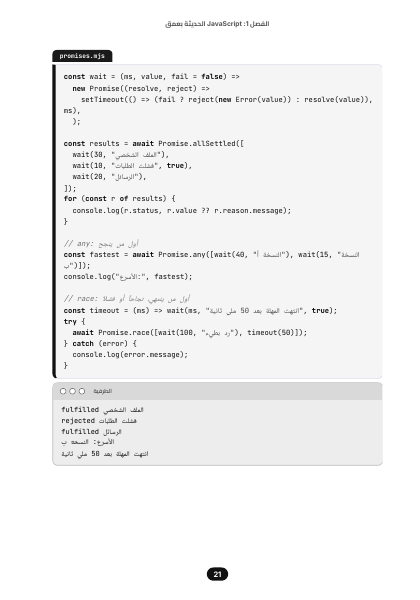 الفصل 1: JavaScript الحديثة بعمق
promises.mjs
const wait = (ms, value, fail = false) =>
  new Promise((resolve, reject) =>
    setTimeout(() => (fail ? reject(new Error(value)) : resolve(value)),
ms),
  );

const results = await Promise.allSettled([
  wait(30, "الملف الشخصي"),
  wait(10, "فشلت الطلبات", true),
  wait(20, "الرسائل"),
]);
for (const r of results) {
  console.log(r.status, r.value ?? r.reason.message);
}

// any: أول من ينجح
const fastest = await Promise.any([wait(40, "النسخة أ"), wait(15, "النسخة
ب")]);
console.log("الأسرع:", fastest);

// race: أول من ينتهي، نجاحاً أو فشلاً
const timeout = (ms) => wait(ms, "انتهت المهلة بعد 50 ملي ثانية", true);
try {
  await Promise.race([wait(100, "رد بطيء"), timeout(50)]);
} catch (error) {
  console.log(error.message);
}
الطرفية
fulfilled الملف الشخصي
rejected فشلت الطلبات
fulfilled الرسائل
الأسرع: النسخة ب
انتهت المهلة بعد 50 ملي ثانية
21